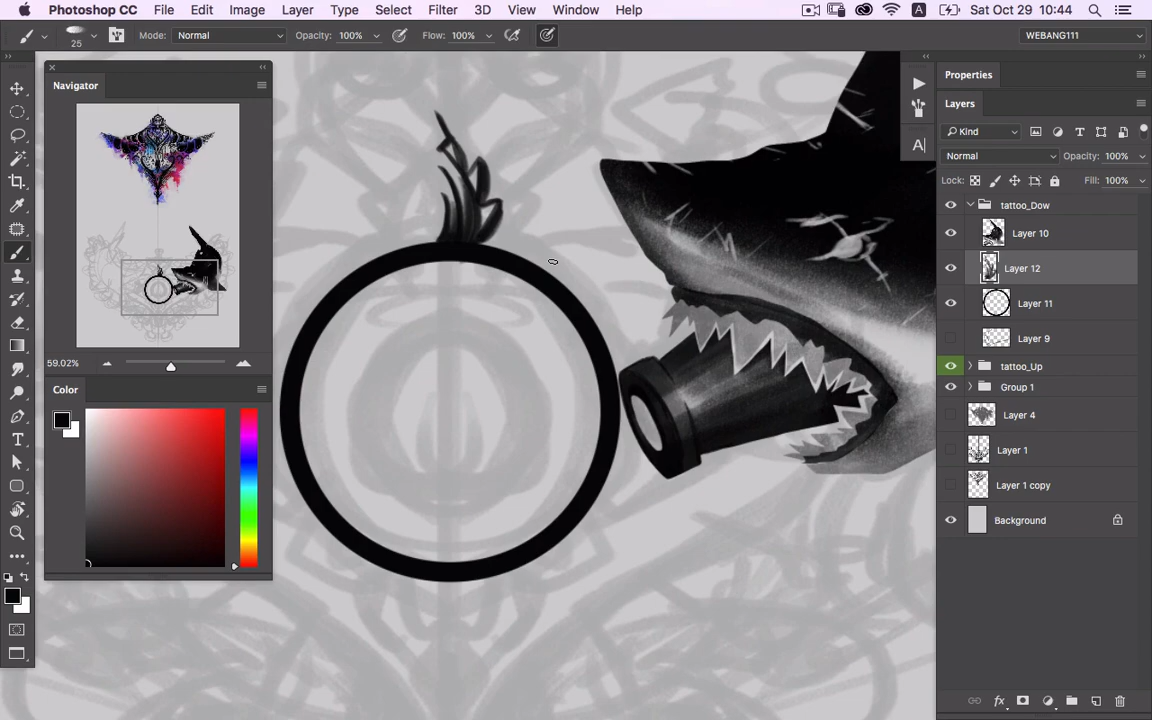 Photoshop CC File Edit Image Layer Type Select Filter 3D View Window Help A Sat Oct 29 10:44
25 Mode: Normal Opacity: 100% Flow: 100% WEBANG111
Navigator
59.02%
Color
A
Properties
Layers
Kind
Normal Opacity: 100%
Lock: Fill: 100%
tattoo_Dow
Layer 10
Layer 12
Layer 11
Layer 9
tattoo_Up
Group 1
Layer 4
Layer 1
Layer 1 copy
Background
fx